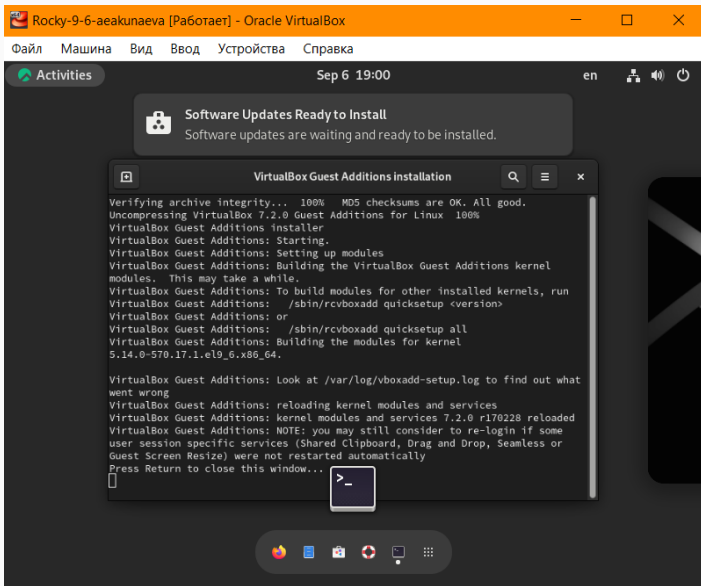 Rocky-9-6-aeakunaeva [Работает] - Oracle VirtualBox
Файл Машина Вид Ввод Устройства Справка
Activities Sep 6 19:00 en
Software Updates Ready to Install
Software updates are waiting and ready to be installed.
VirtualBox Guest Additions installation
Verifying archive integrity... 100% MD5 checksums are OK. All good.
Uncompressing VirtualBox 7.2.0 Guest Additions for Linux 100%
VirtualBox Guest Additions installer
VirtualBox Guest Additions: Starting.
VirtualBox Guest Additions: Setting up modules
VirtualBox Guest Additions: Building the VirtualBox Guest Additions kernel
modules. This may take a while.
VirtualBox Guest Additions: To build modules for other installed kernels, run
VirtualBox Guest Additions: /sbin/rcvboxadd quicksetup <version>
VirtualBox Guest Additions: or
VirtualBox Guest Additions: /sbin/rcvboxadd quicksetup all
VirtualBox Guest Additions: Building the modules for kernel
5.14.0-570.17.1.el9_6.x86_64.
VirtualBox Guest Additions: Look at /var/log/vboxadd-setup.log to find out what
went wrong
VirtualBox Guest Additions: reloading kernel modules and services
VirtualBox Guest Additions: kernel modules and services 7.2.0 r170228 reloaded
VirtualBox Guest Additions: NOTE: you may still consider to re-login if some
user session specific services (Shared Clipboard, Drag and Drop, Seamless or
Guest Screen Resize) were not restarted automatically
Press Return to close this window...
>_